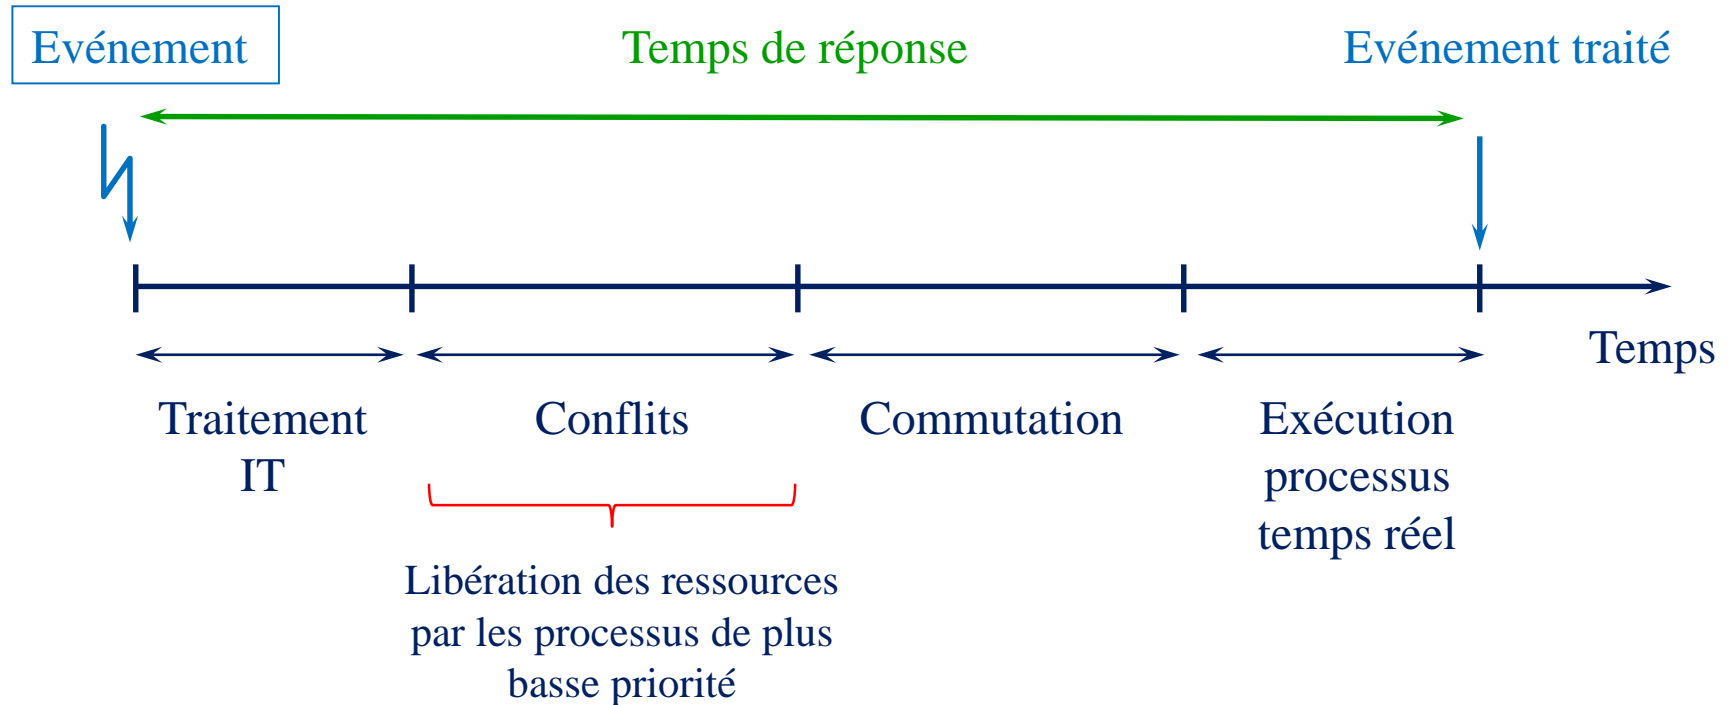 Evénement
Temps de réponse
Evénement traité
Temps
Traitement
IT
Conflits
Commutation
Exécution
processus
temps réel
Libération des ressources
par les processus de plus
basse priorité